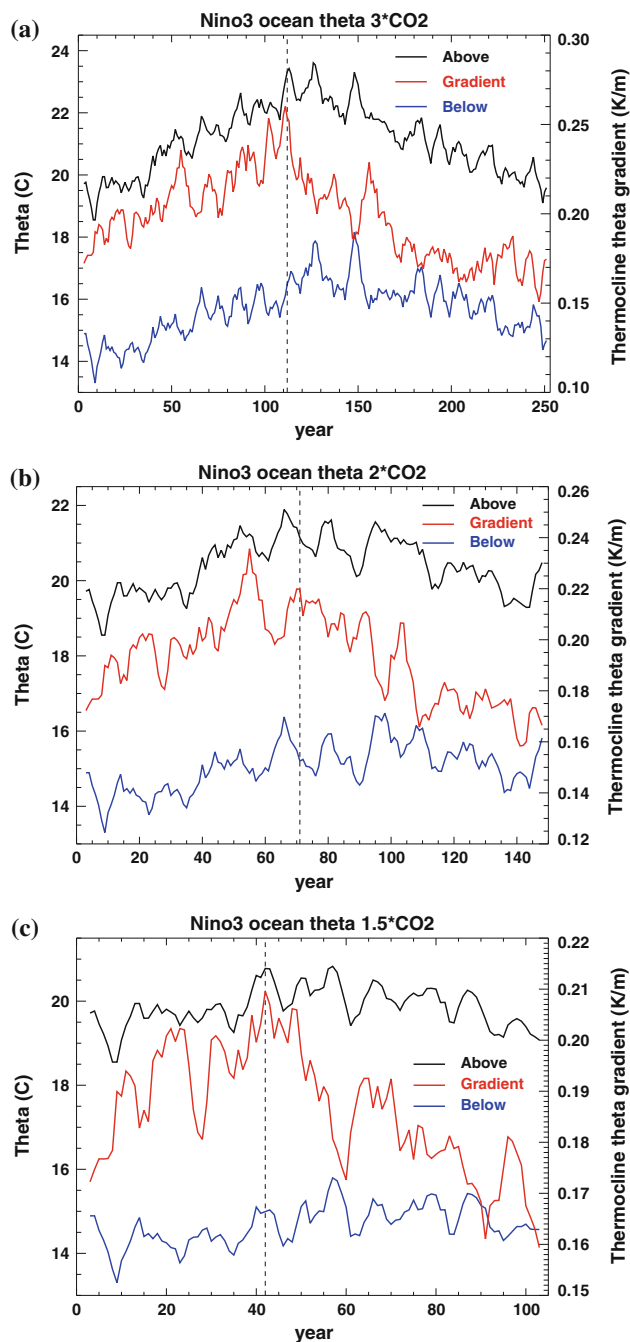 (a)
Nino3 ocean theta 3*CO2
Above
Gradient
Below
24
22
20
18
16
14
Theta (C)
0.30
0.25
0.20
0.15
0.10
Thermocline theta gradient (K/m)
0 50 100 150 200 250
year
(b)
Nino3 ocean theta 2*CO2
Above
Gradient
Below
22
20
18
16
14
Theta (C)
0.26
0.24
0.22
0.20
0.18
0.16
0.14
0.12
Thermocline theta gradient (K/m)
0 20 40 60 80 100 120 140
year
(c)
Nino3 ocean theta 1.5*CO2
Above
Gradient
Below
20
18
16
14
Theta (C)
0.22
0.21
0.20
0.19
0.18
0.17
0.16
0.15
Thermocline theta gradient (K/m)
0 20 40 60 80 100
year